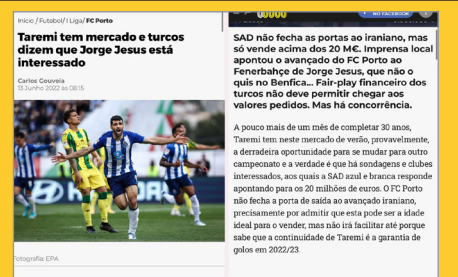 Início / Futebol / I Liga / FC Porto
Taremi tem mercado e turcos
dizem que Jorge Jesus está
interessado
Carlos Gouveia
13 Junho 2022 às 08:15
Fotografia: EPA
NO FACEBOOK
SAD não fecha as portas ao iraniano, mas
só vende acima dos 20 M€. Imprensa local
apontou o avançado do FC Porto ao
Fenerbahçe de Jorge Jesus, que não o
quis no Benfica... Fair-play financeiro dos
turcos não deve permitir chegar aos
valores pedidos. Mas há concorrência.
A pouco mais de um mês de completar 30 anos,
Taremi tem neste mercado de verão, provavelmente,
a derradeira oportunidade para se mudar para outro
campeonato e a verdade é que há sondagens e clubes
interessados, aos quais a SAD azul e branca responde
apontando para os 20 milhões de euros. O FC Porto
não fecha a porta de saída ao avançado iraniano,
precisamente por admitir que esta pode ser a idade
ideal para o vender, mas não irá facilitar até porque
sabe que a continuidade de Taremi é a garantia de
golos em 2022/23.